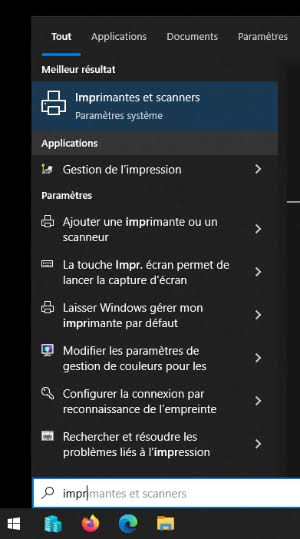 Tout Applications Documents Paramètres
Meilleur résultat
Imprimantes et scanners
Paramètres système
Applications
Gestion de l'impression
Paramètres
Ajouter une imprimante ou un
scanneur
La touche Impr. écran permet de
lancer la capture d'écran
Laisser Windows gérer mon
imprimante par défaut
Modifier les paramètres de
gestion de couleurs pour les
Configurer la connexion par
reconnaissance de l'empreinte
Rechercher et résoudre les
problèmes liés à l'impression
imprimantes et scanners